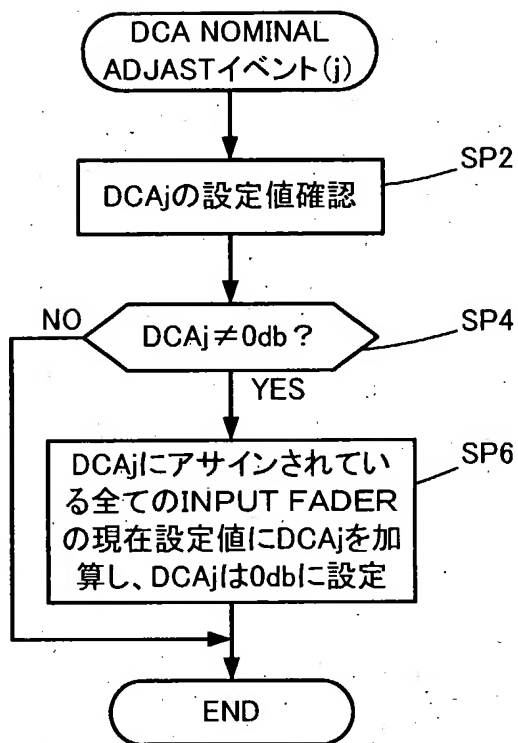 DCA NOMINAL
ADJASTイベント(j)
SP2
DCAjの設定値確認
SP4
NO
DCAj≠0db?
YES
SP6
DCAjにアサインされてい
る全てのINPUT FADER
の現在設定値にDCAjを加
算し、DCAjは0dbに設定
END